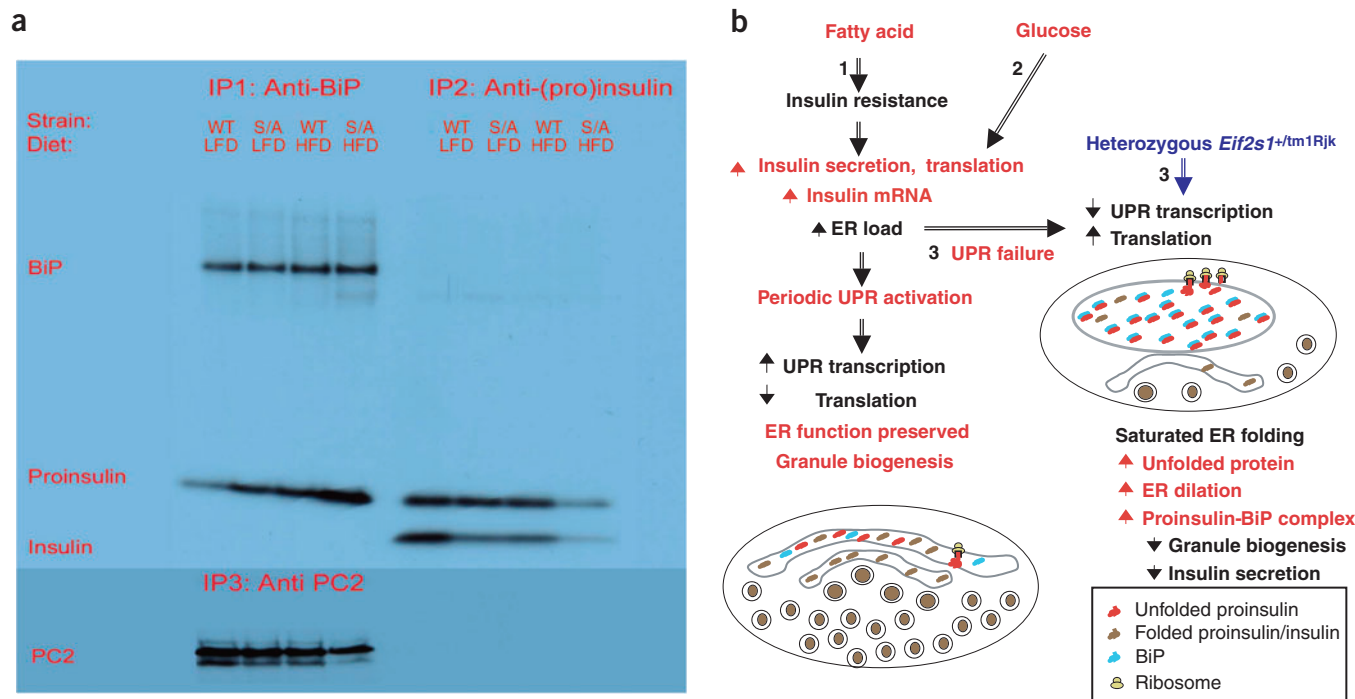 a
IP1: Anti-BiP
IP2: Anti-(pro)insulin
Strain: WT S/A WT S/A WT S/A WT S/A
Diet: LFD LFD HFD HFD LFD LFD HFD HFD
BiP
Proinsulin
Insulin
IP3: Anti PC2
PC2
b
Fatty acid
Glucose
1
2
Insulin resistance
Insulin secretion, translation
Insulin mRNA
ER load
3 UPR failure
Heterozygous Eif2s1+/tm1Rjk
3
UPR transcription
Translation
Periodic UPR activation
UPR transcription
Translation
ER function preserved
Granule biogenesis
Saturated ER folding
Unfolded protein
ER dilation
Proinsulin-BiP complex
Granule biogenesis
Insulin secretion
Unfolded proinsulin
Folded proinsulin/insulin
BiP
Ribosome